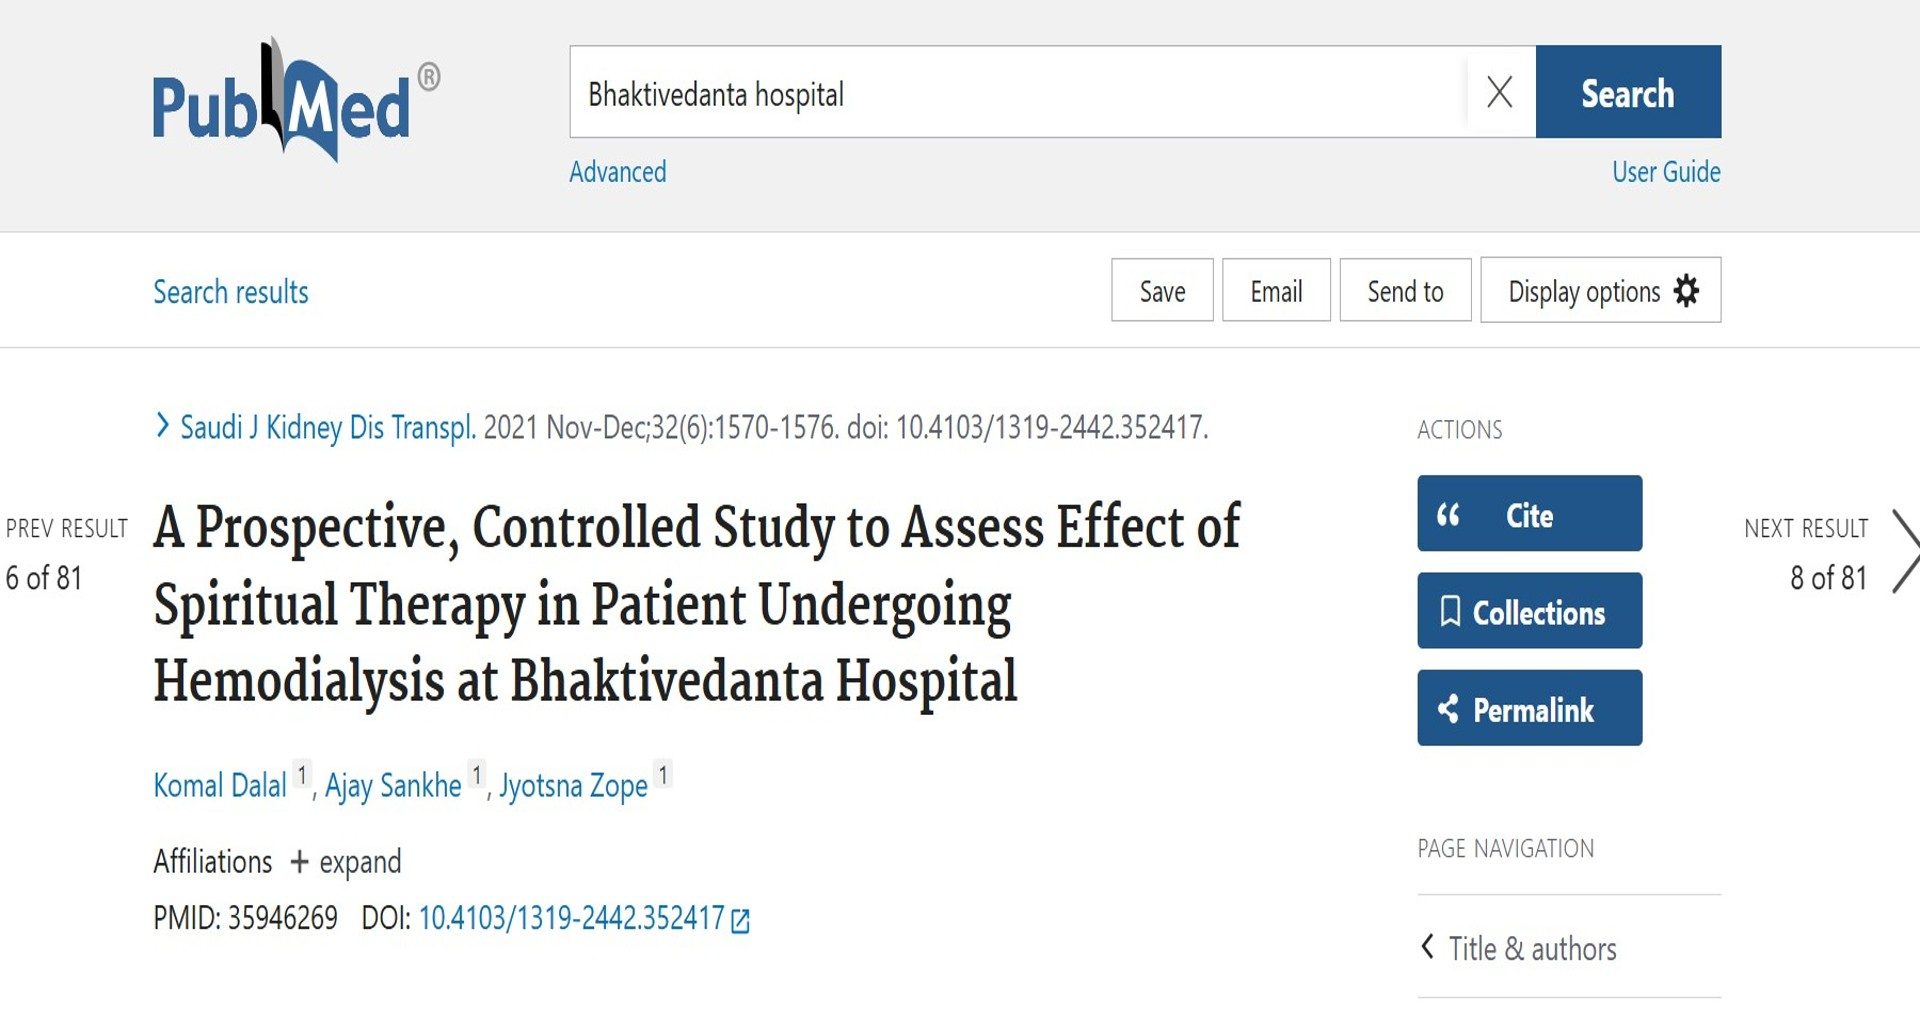 PubMed®
Bhaktivedanta hospital
Search
Advanced
User Guide
Search results
Save
Email
Send to
Display options
Saudi J Kidney Dis Transpl. 2021 Nov-Dec;32(6):1570-1576. doi: 10.4103/1319-2442.352417.
PREV RESULT
6 of 81
A Prospective, Controlled Study to Assess Effect of
Spiritual Therapy in Patient Undergoing
Hemodialysis at Bhaktivedanta Hospital
Komal Dalal 1, Ajay Sankhe 1, Jyotsna Zope 1
Affiliations + expand
PMID: 35946269 DOI: 10.4103/1319-2442.352417
ACTIONS
Cite
Collections
Permalink
NEXT RESULT
8 of 81
PAGE NAVIGATION
Title & authors